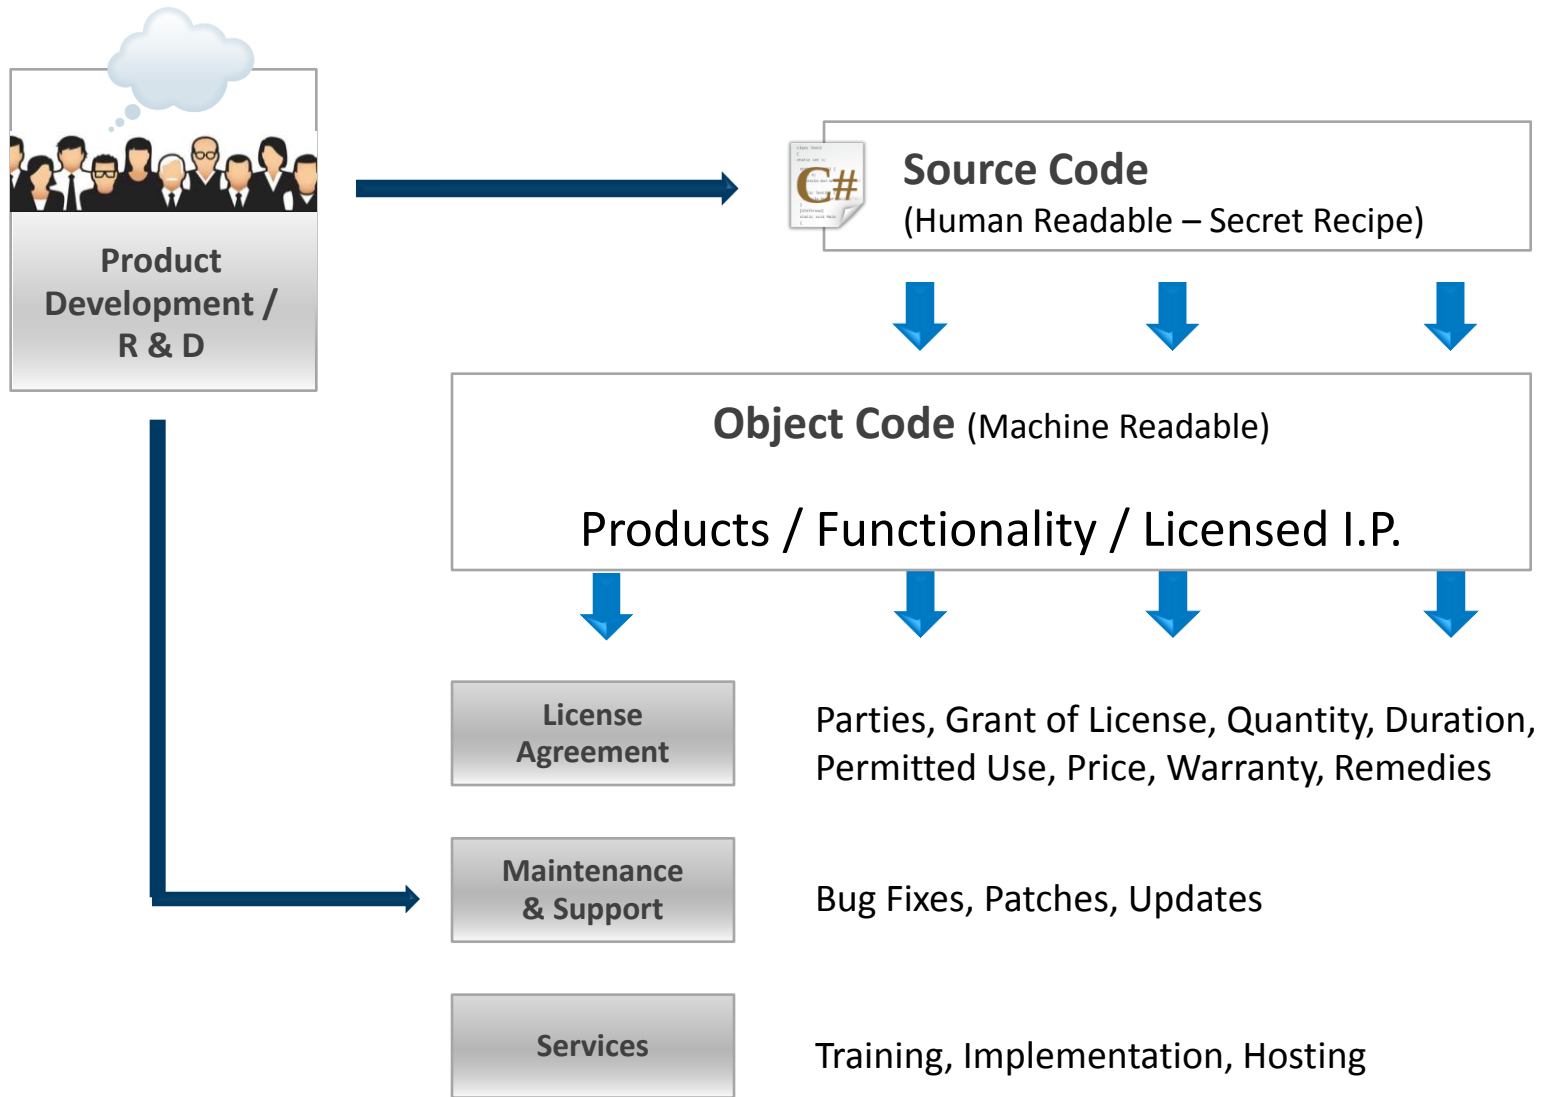 Product
Development /
R & D
C#
Source Code
(Human Readable – Secret Recipe)
Object Code (Machine Readable)
Products / Functionality / Licensed I.P.
License
Agreement
Parties, Grant of License, Quantity, Duration,
Permitted Use, Price, Warranty, Remedies
Maintenance
& Support
Bug Fixes, Patches, Updates
Services
Training, Implementation, Hosting